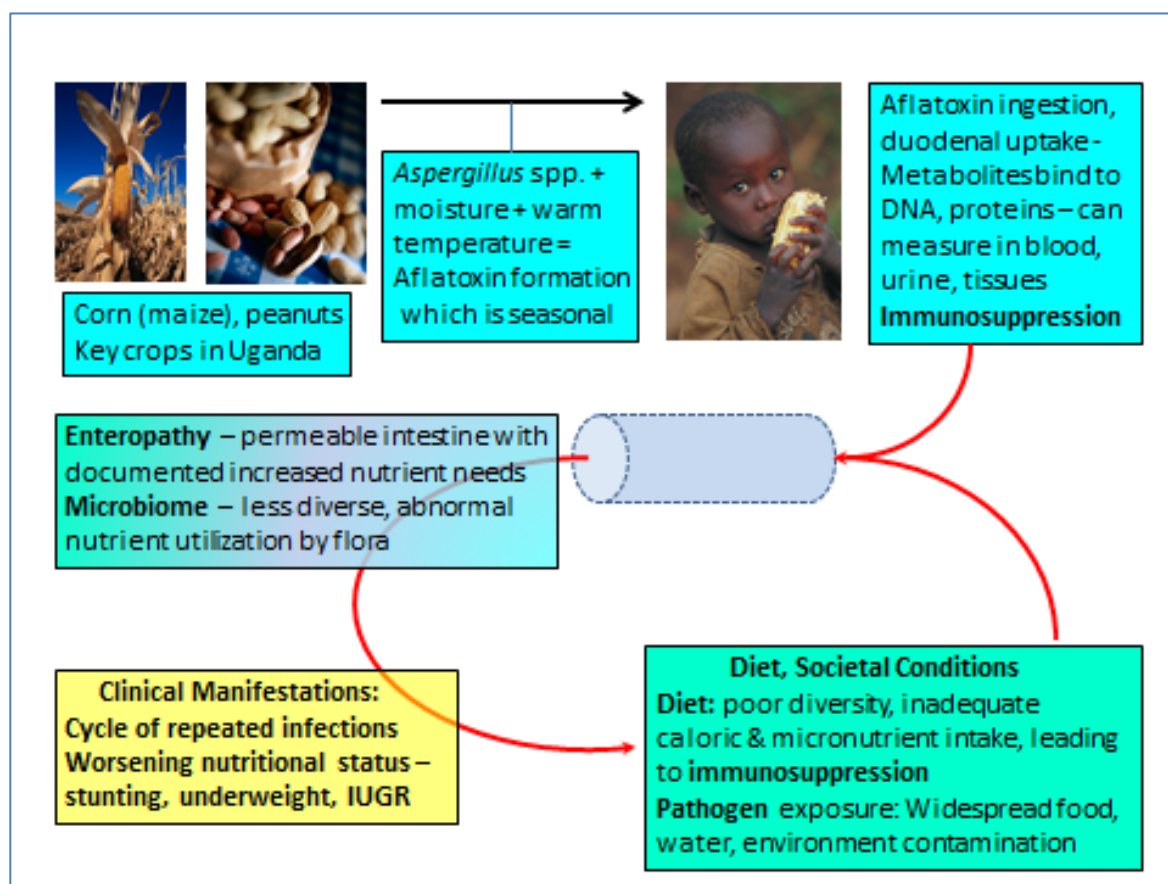 Corn (maize), peanuts
Key crops in Uganda
Aspergillus spp. +
moisture + warm
temperature =
Aflatoxin formation
which is seasonal
Aflatoxin ingestion,
duodenal uptake -
Metabolites bind to
DNA, proteins – can
measure in blood,
urine, tissues
Immunosuppression
Enteropathy – permeable intestine with
documented increased nutrient needs
Microbiome – less diverse, abnormal
nutrient utilization by flora
Clinical Manifestations:
Cycle of repeated infections
Worsening nutritional status –
stunting, underweight, IUGR
Diet, Societal Conditions
Diet: poor diversity, inadequate
caloric & micronutrient intake, leading
to immunosuppression
Pathogen exposure: Widespread food,
water, environment contamination